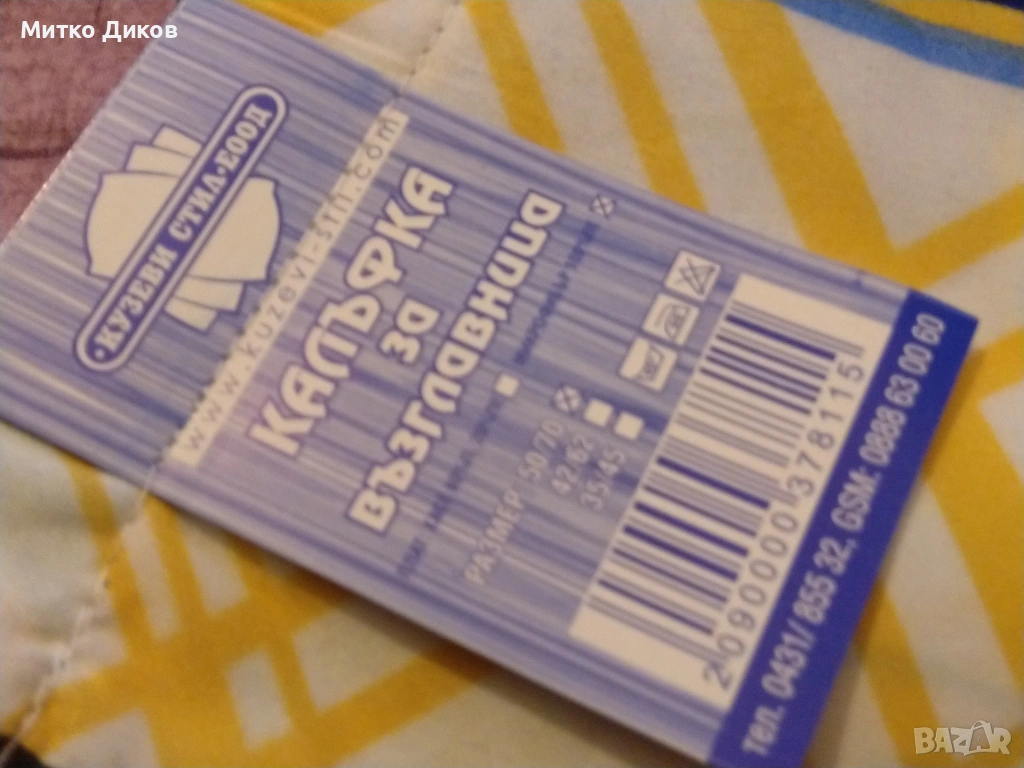 Митко Диков
КУЗЕВИ СТИЛ ЕООД
www.kuzevi-stil.com
КАЛЪФКА
ЗА
ВЪЗГЛАВНИЦА
РАЗМЕР: 50/70
42/62
35/45
2090000378115
тел. 0431/ 855 32, GSM: 0888 63 00 60
BAZAR